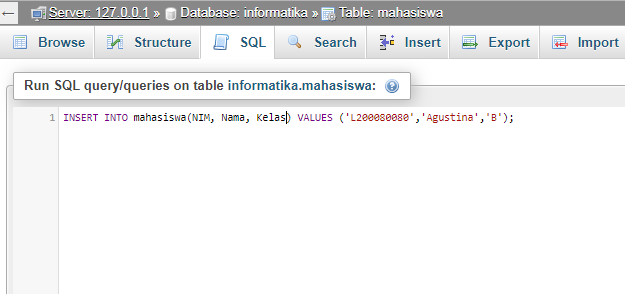 Server: 127.0.0.1 » Database: informatika » Table: mahasiswa
Browse Structure SQL Search Insert Export Import
Run SQL query/queries on table informatika.mahasiswa:
1 INSERT INTO mahasiswa(NIM, Nama, Kelas) VALUES ('L200080080','Agustina','B');